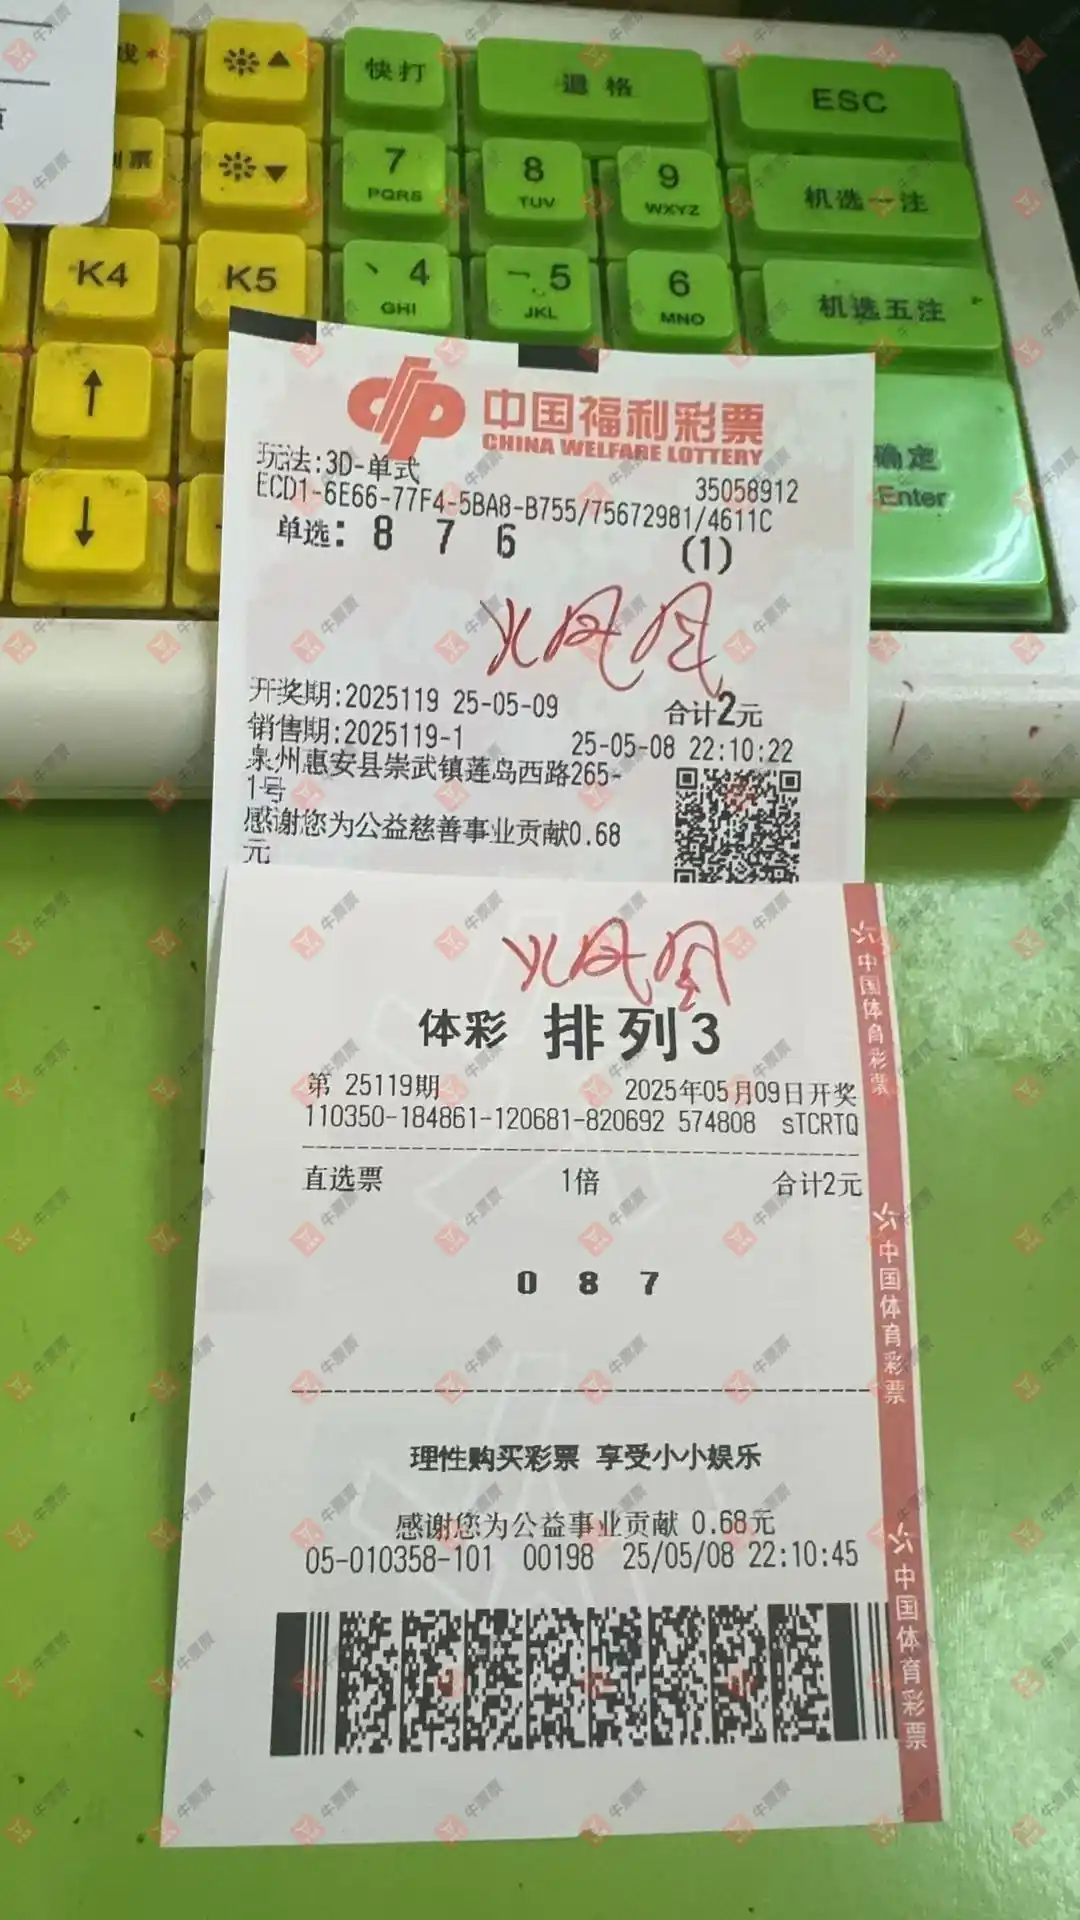 快打
退格
ESC
7
PQRS
8
TUV
9
WXYZ
机选一注
K4
K5
、4
GHI
一 5
JKL
6
MNO
机选五注
↑
↓
确定
Enter
中国福利彩票
CHINA WELFARE LOTTERY
玩法:3D-单式
35058912
ECD1-6E66-77F4-5BA8-B755/75672981/4611C
单选: 8 7 6 (1)
火凤凰
开奖期:2025119 25-05-09
合计2元
销售期:2025119-1 25-05-08 22:10:22
泉州惠安县崇武镇莲岛西路265-
1号
感谢您为公益慈善事业贡献0.68
元
火凤凰
体彩 排列3
第 25119期 2025年05月09日开奖
110350-184861-120681-820692 574808 sTCRTQ
直选票 1倍 合计2元
0 8 7
理性购买彩票 享受小小娱乐
感谢您为公益事业贡献 0.68元
05-010358-101 00198 25/05/08 22:10:45
中国体育彩票
中国体育彩票
中国体育彩票
牛票票